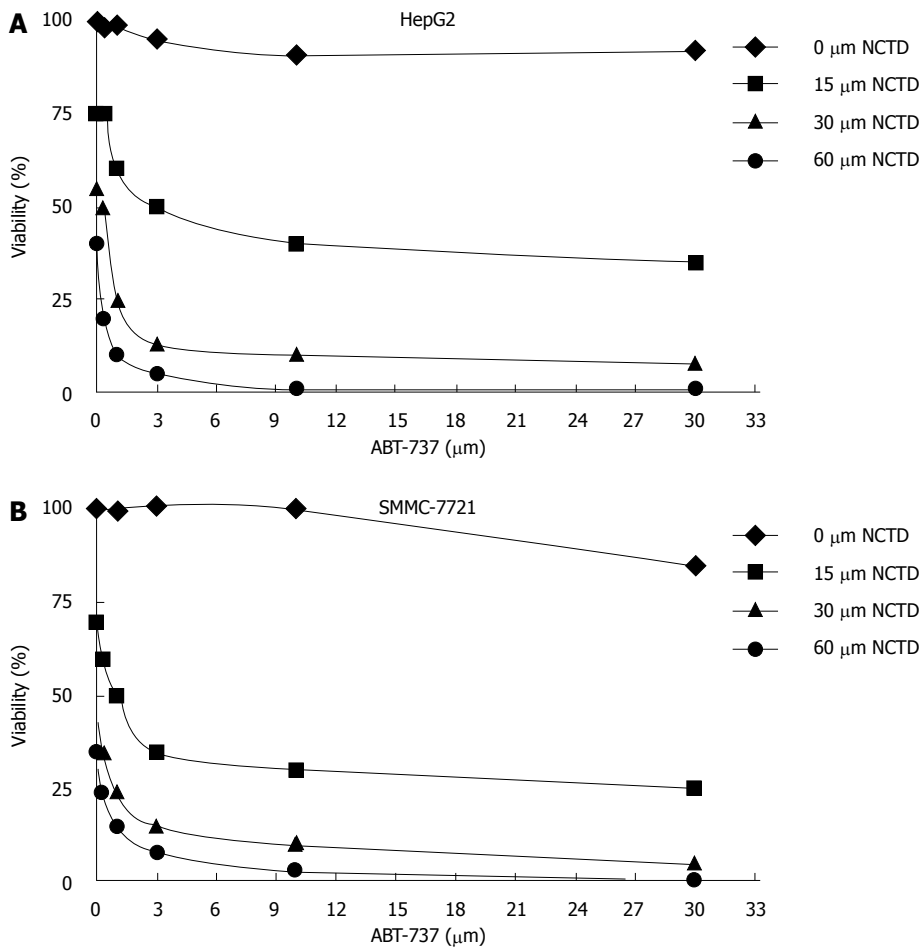 A
HepG2
100
75
50
25
0
Viability (%)
0 3 6 9 12 15 18 21 24 27 30 33
ABT-737 (μm)
0 μm NCTD
15 μm NCTD
30 μm NCTD
60 μm NCTD
B
SMMC-7721
100
75
50
25
0
Viability (%)
0 3 6 9 12 15 18 21 24 27 30 33
ABT-737 (μm)
0 μm NCTD
15 μm NCTD
30 μm NCTD
60 μm NCTD